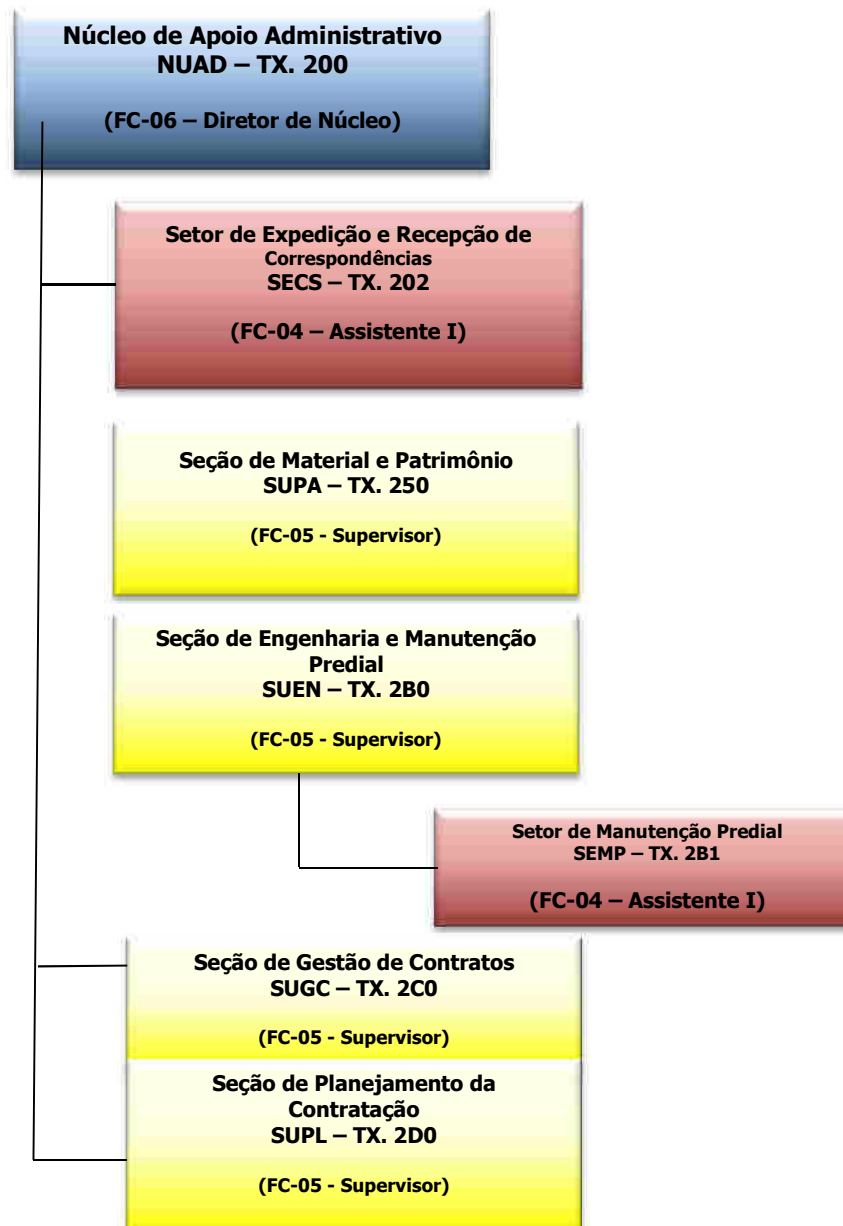 Núcleo de Apoio Administrativo
NUAD – TX. 200
(FC-06 – Diretor de Núcleo)
Setor de Expedição e Recepção de
Correspondências
SECS – TX. 202
(FC-04 – Assistente I)
Seção de Material e Patrimônio
SUPA – TX. 250
(FC-05 - Supervisor)
Seção de Engenharia e Manutenção
Predial
SUEN – TX. 2B0
(FC-05 - Supervisor)
Setor de Manutenção Predial
SEMP – TX. 2B1
(FC-04 – Assistente I)
Seção de Gestão de Contratos
SUGC – TX. 2C0
(FC-05 - Supervisor)
Seção de Planejamento da
Contratação
SUPL – TX. 2D0
(FC-05 - Supervisor)